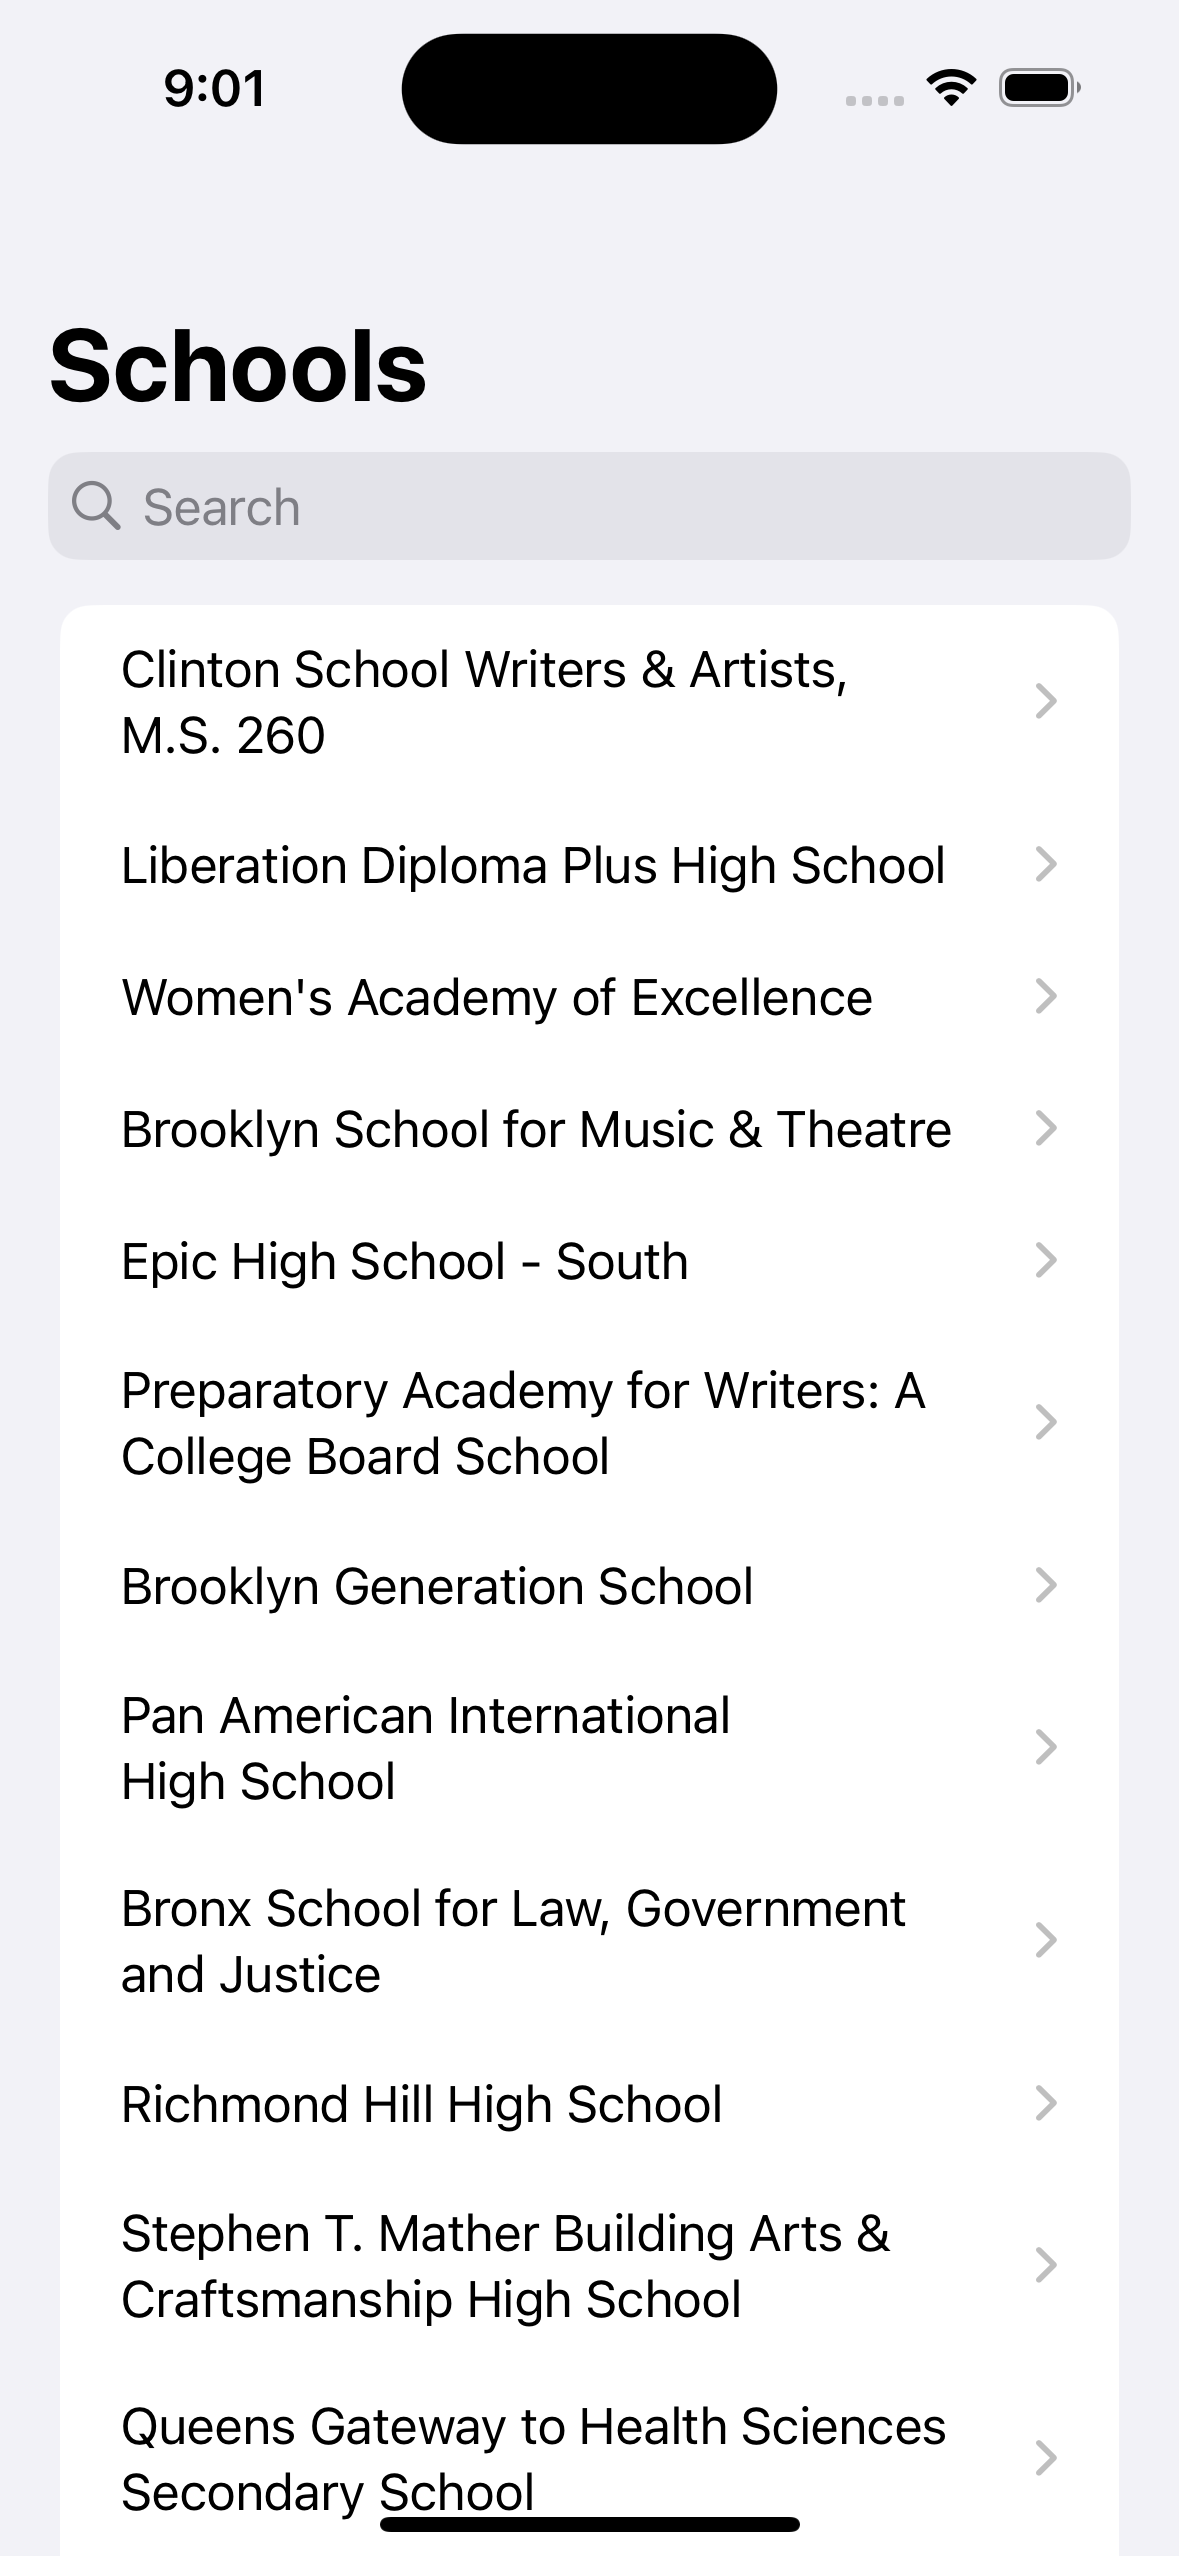 9:01
Schools
Search
Clinton School Writers & Artists,
M.S. 260
Liberation Diploma Plus High School
Women's Academy of Excellence
Brooklyn School for Music & Theatre
Epic High School - South
Preparatory Academy for Writers: A
College Board School
Brooklyn Generation School
Pan American International
High School
Bronx School for Law, Government
and Justice
Richmond Hill High School
Stephen T. Mather Building Arts &
Craftsmanship High School
Queens Gateway to Health Sciences
Secondary School